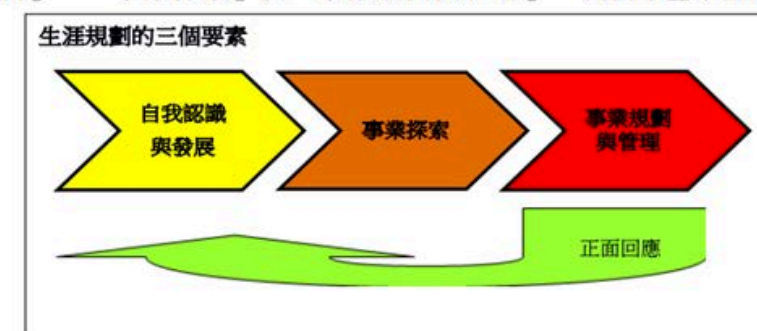 生涯規劃的三個要素
自我認識
與發展
事業探索
事業規劃
與管理
正面回應